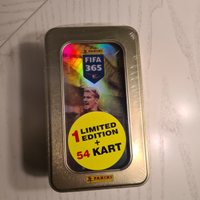 PANINI
FIFA
365
1 LIMITED
EDITION
+
54 KART
PANINI